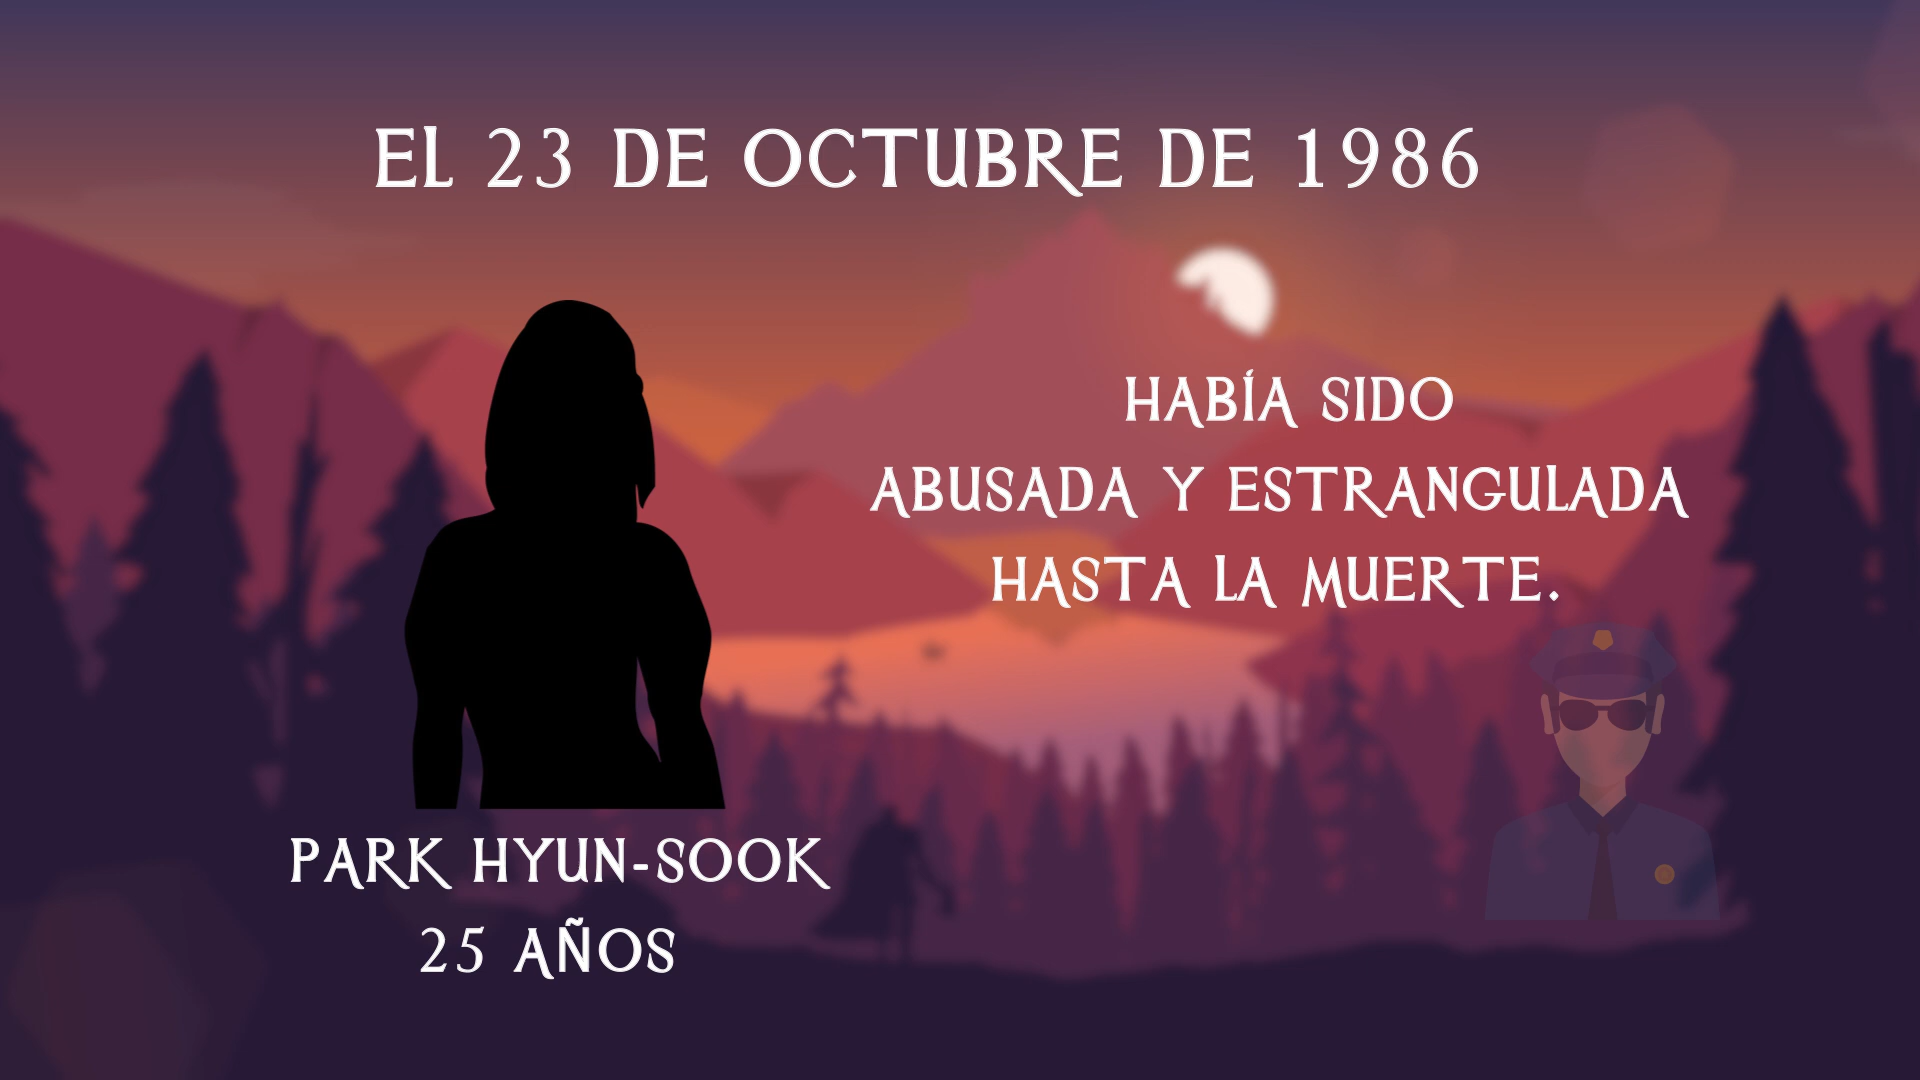 EL 23 DE OCTUBRE DE 1986
HABÍA SIDO
ABUSADA Y ESTRANGULADA
HASTA LA MUERTE.
PARK HYUN-SOOK
25 AÑOS